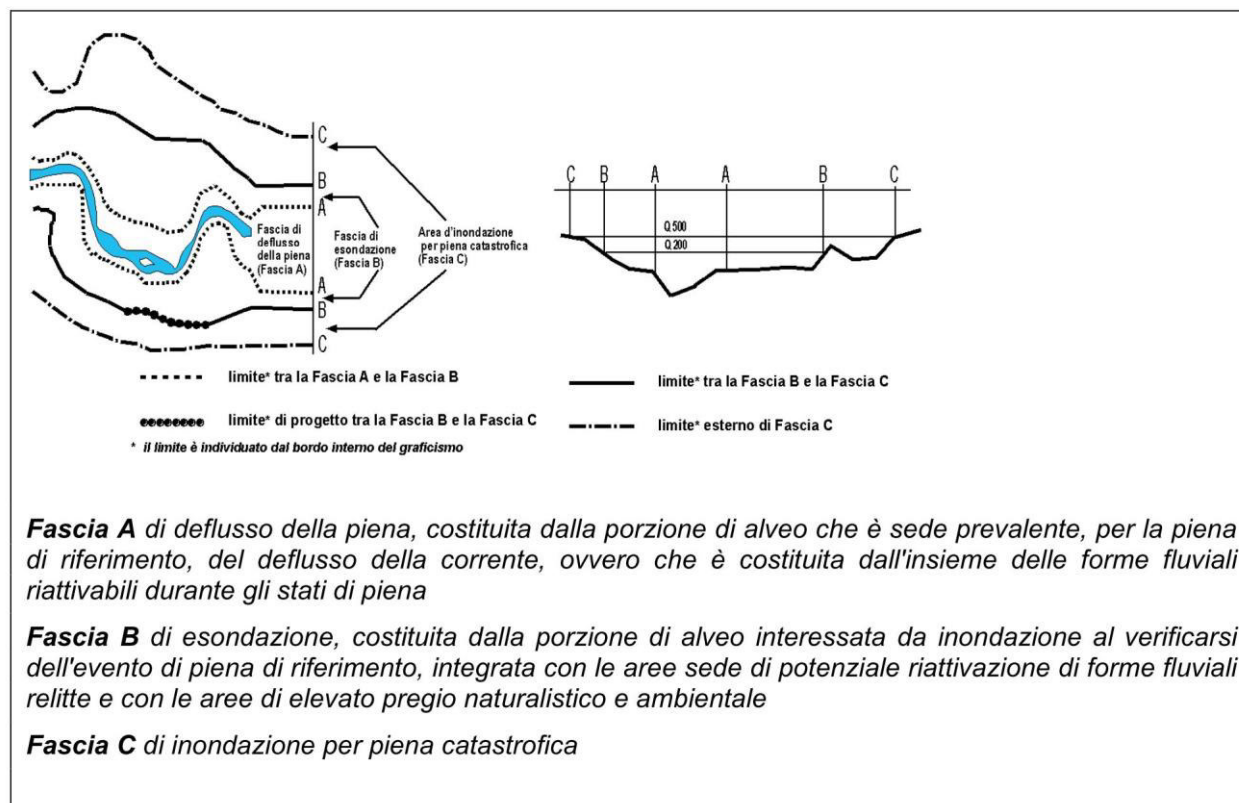 C
B
A
Fascia di
deflusso
della piena
(Fascia A)
Fascia di
esondazione
(Fascia B)
Area d'inondazione
per piena catastrofica
(Fascia C)
A
B
C
C B A A B C
Q.500
Q.200
limite* tra la Fascia A e la Fascia B
limite* tra la Fascia B e la Fascia C
limite* di progetto tra la Fascia B e la Fascia C
limite* esterno di Fascia C
* il limite è individuato dal bordo interno del graficismo
Fascia A di deflusso della piena, costituita dalla porzione di alveo che è sede prevalente, per la piena
di riferimento, del deflusso della corrente, ovvero che è costituita dall'insieme delle forme fluviali
riattivabili durante gli stati di piena
Fascia B di esondazione, costituita dalla porzione di alveo interessata da inondazione al verificarsi
dell'evento di piena di riferimento, integrata con le aree sede di potenziale riattivazione di forme fluviali
relitte e con le aree di elevato pregio naturalistico e ambientale
Fascia C di inondazione per piena catastrofica